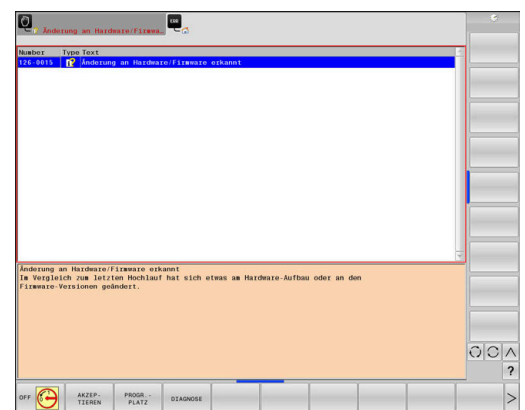 Änderung an Hardware/Firmwa…
Number Type Text
126-0015 Änderung an Hardware/Firmware erkannt
Änderung an Hardware/Firmware erkannt
Im Vergleich zum letzten Hochlauf hat sich etwas am Hardware-Aufbau oder an den
Firmware-Versionen geändert.
?
OFF
AKZEP-
TIEREN
PROGR.-
PLATZ
DIAGNOSE
>